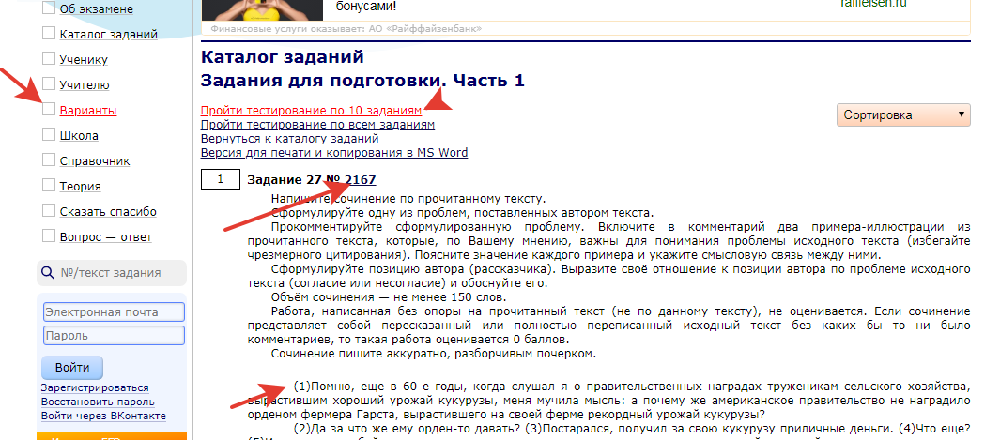 Об экзамене
Каталог заданий
Ученику
Учителю
Варианты
Школа
Справочник
Теория
Сказать спасибо
Вопрос — ответ
№/текст задания
Электронная почта
Пароль
Войти
Зарегистрироваться
Восстановить пароль
Войти через ВКонтакте
бонусами!
raiffeisen.ru
Финансовые услуги оказывает: АО «Райффайзенбанк»
Каталог заданий
Задания для подготовки. Часть 1
Пройти тестирование по 10 заданиям
Пройти тестирование по всем заданиям
Вернуться к каталогу заданий
Версия для печати и копирования в MS Word
Сортировка
1
Задание 27 № 2167
Напишите сочинение по прочитанному тексту.
Сформулируйте одну из проблем, поставленных автором текста.
Прокомментируйте сформулированную проблему. Включите в комментарий два примера-иллюстрации из
прочитанного текста, которые, по Вашему мнению, важны для понимания проблемы исходного текста (избегайте
чрезмерного цитирования). Поясните значение каждого примера и укажите смысловую связь между ними.
Сформулируйте позицию автора (рассказчика). Выразите своё отношение к позиции автора по проблеме исходного
текста (согласие или несогласие) и обоснуйте его.
Объём сочинения — не менее 150 слов.
Работа, написанная без опоры на прочитанный текст (не по данному тексту), не оценивается. Если сочинение
представляет собой пересказанный или полностью переписанный исходный текст без каких бы то ни было
комментариев, то такая работа оценивается 0 баллов.
Сочинение пишите аккуратно, разборчивым почерком.
(1)Помню, еще в 60-е годы, когда слушал я о правительственных наградах труженикам сельского хозяйства,
вырастившим хороший урожай кукурузы, меня мучила мысль: а почему же американское правительство не наградило
орденом фермера Гарста, вырастившего на своей ферме рекордный урожай кукурузы?
(2)Да за что же ему орден-то давать? (3)Постарался, получил за свою кукурузу приличные деньги. (4)Что еще?